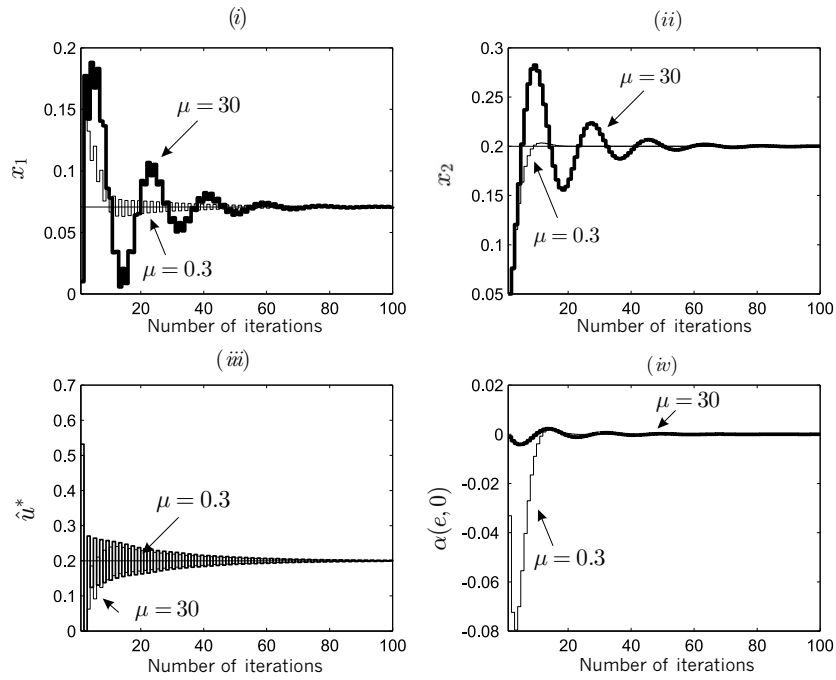 (i)
0.2
0.15
0.1
0.05
0
x₁
μ = 30
μ = 0.3
20 40 60 80 100
Number of iterations
(ii)
0.3
0.25
0.2
0.15
0.1
0.05
x₂
μ = 30
μ = 0.3
20 40 60 80 100
Number of iterations
(iii)
0.7
0.6
0.5
0.4
0.3
0.2
0.1
0
û*
μ = 0.3
μ = 30
20 40 60 80 100
Number of iterations
(iv)
0.02
0
-0.02
-0.04
-0.06
-0.08
α(e, 0)
μ = 30
μ = 0.3
20 40 60 80 100
Number of iterations